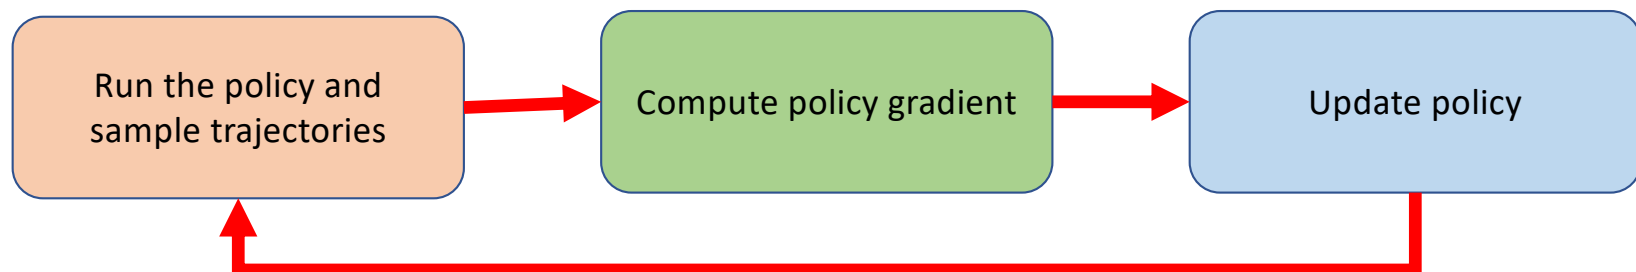 Run the policy and
sample trajectories
Compute policy gradient
Update policy